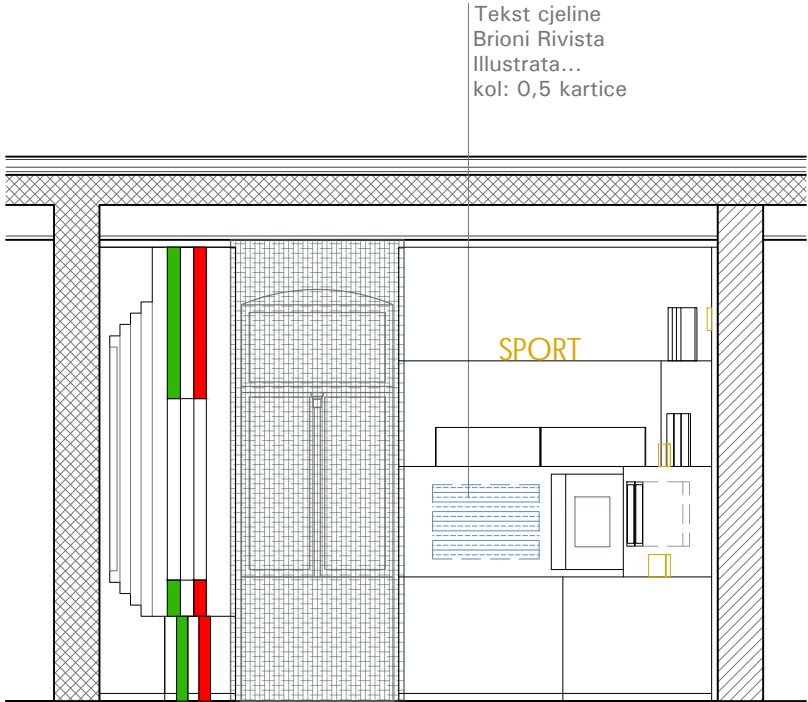 Tekst cjeline
Brioni Rivista
Illustrata...
kol: 0,5 kartice
SPORT